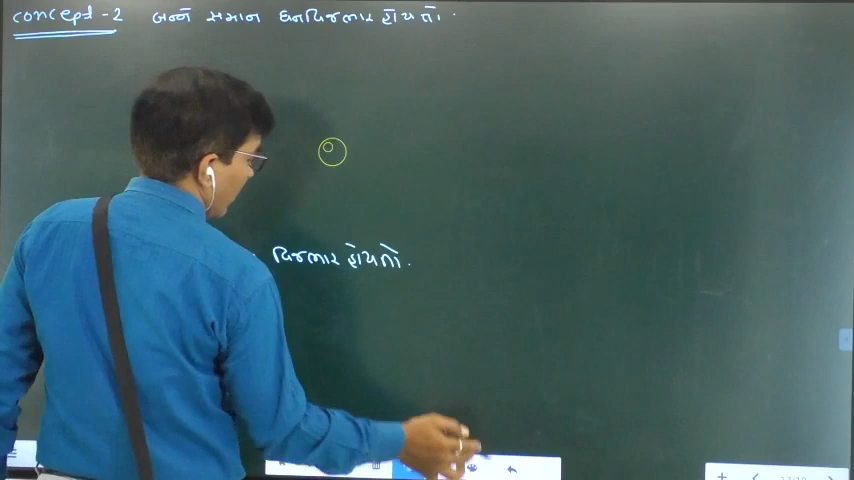 concept-2 બન્ને સમાન ઘનવિજભાર હોય તો.
વિજભાર હોય તો.